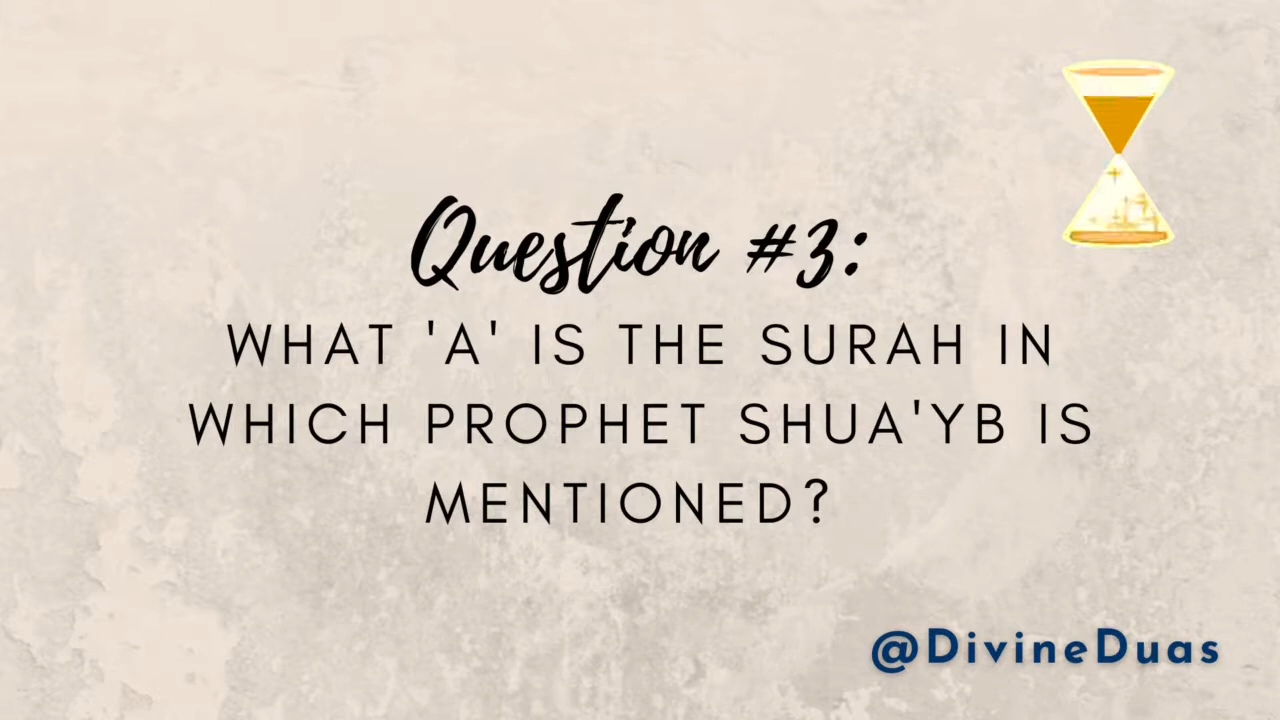 Question #3:
WHAT 'A' IS THE SURAH IN
WHICH PROPHET SHUA'YB IS
MENTIONED?
@DivineDuas